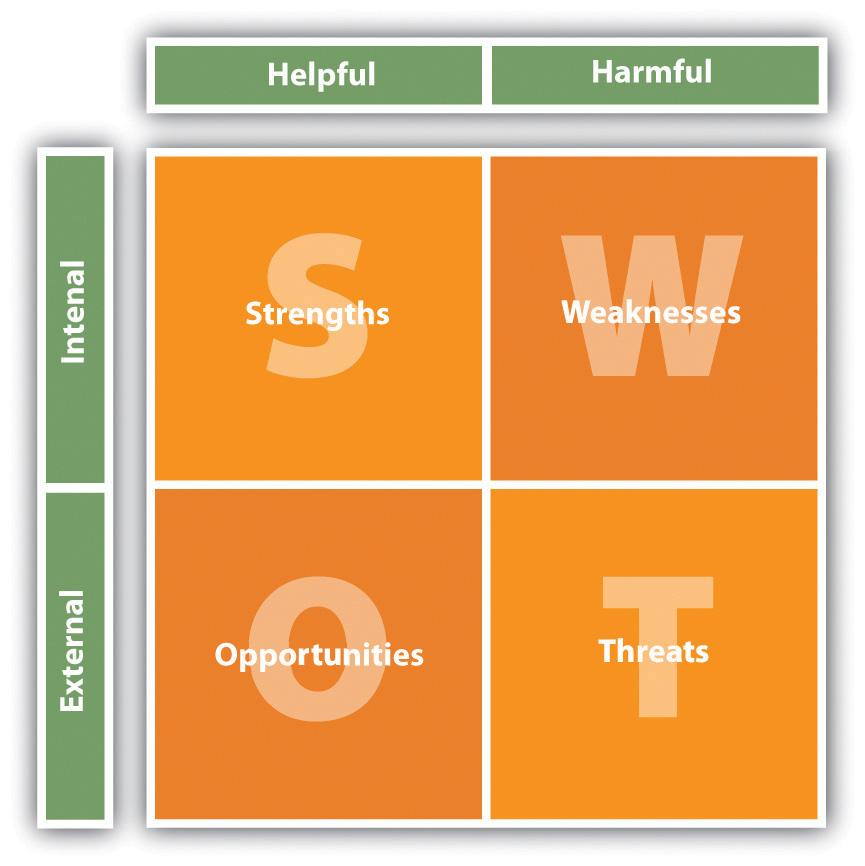 Helpful
Harmful
Intenal
S
Strengths
W
Weaknesses
External
O
Opportunities
T
Threats